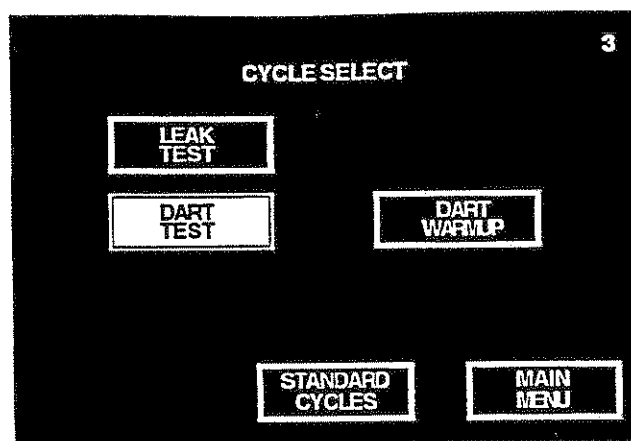 3
CYCLE SELECT
LEAK
TEST
DART
TEST
DART
WARMUP
STANDARD
CYCLES
MAIN
MENU